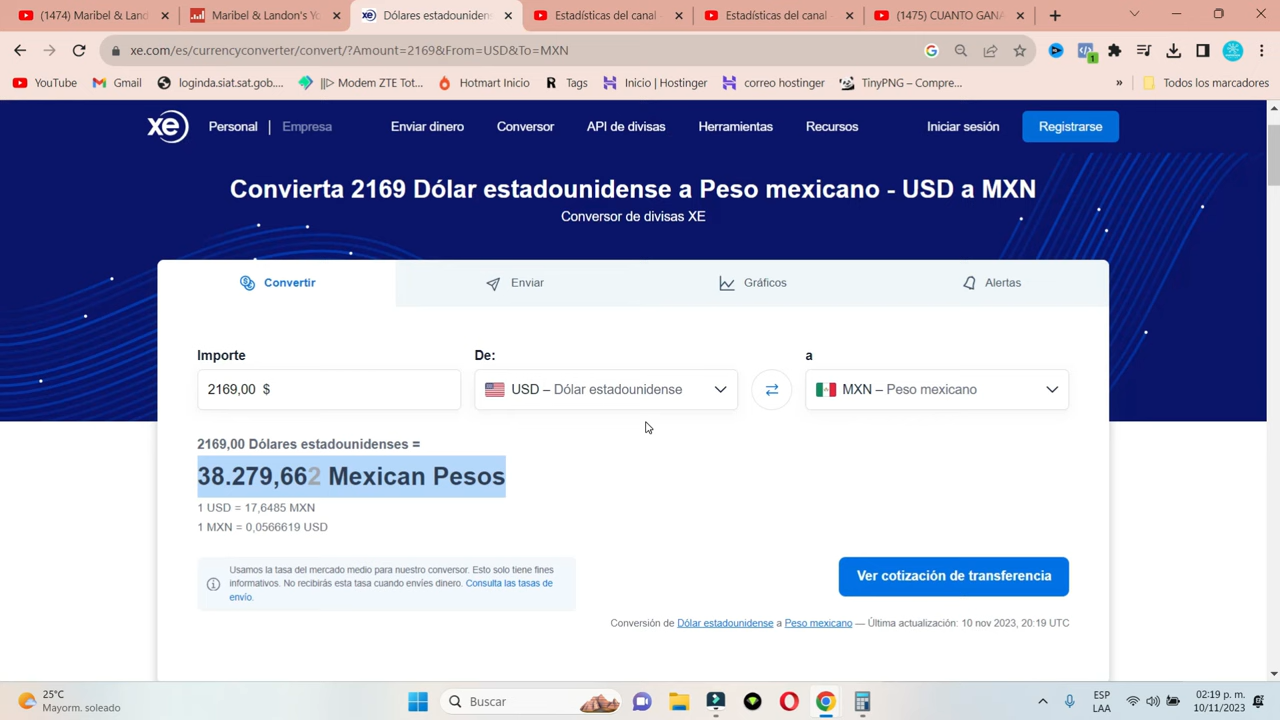 (1474) Maribel & Land
Maribel & Landon's Yo
Dólares estadouniden
Estadísticas del canal -
Estadísticas del canal
(1475) CUANTO GANA
xe.com/es/currencyconverter/convert/?Amount=2169&From=USD&To=MXN
1
YouTube
Gmail
loginda.siat.sat.gob....
||> Modem ZTE Tot...
Hotmart Inicio
Tags
Inicio | Hostinger
correo hostinger
TinyPNG – Compre...
»
Todos los marcadores
xe
Personal
Empresa
Enviar dinero
Conversor
API de divisas
Herramientas
Recursos
Iniciar sesión
Registrarse
Convierta 2169 Dólar estadounidense a Peso mexicano - USD a MXN
Conversor de divisas XE
Convertir
Enviar
Gráficos
Alertas
Importe
De:
a
2169,00 $
USD – Dólar estadounidense
MXN – Peso mexicano
2169,00 Dólares estadounidenses =
38.279,662 Mexican Pesos
1 USD = 17,6485 MXN
1 MXN = 0,0566619 USD
Usamos la tasa del mercado medio para nuestro conversor. Esto solo tiene fines
informativos. No recibirás esta tasa cuando envíes dinero. Consulta las tasas de
envío.
Ver cotización de transferencia
Conversión de Dólar estadounidense a Peso mexicano — Última actualización: 10 nov 2023, 20:19 UTC
25°C
Mayorm. soleado
Buscar
ESP
LAA
02:19 p. m.
10/11/2023